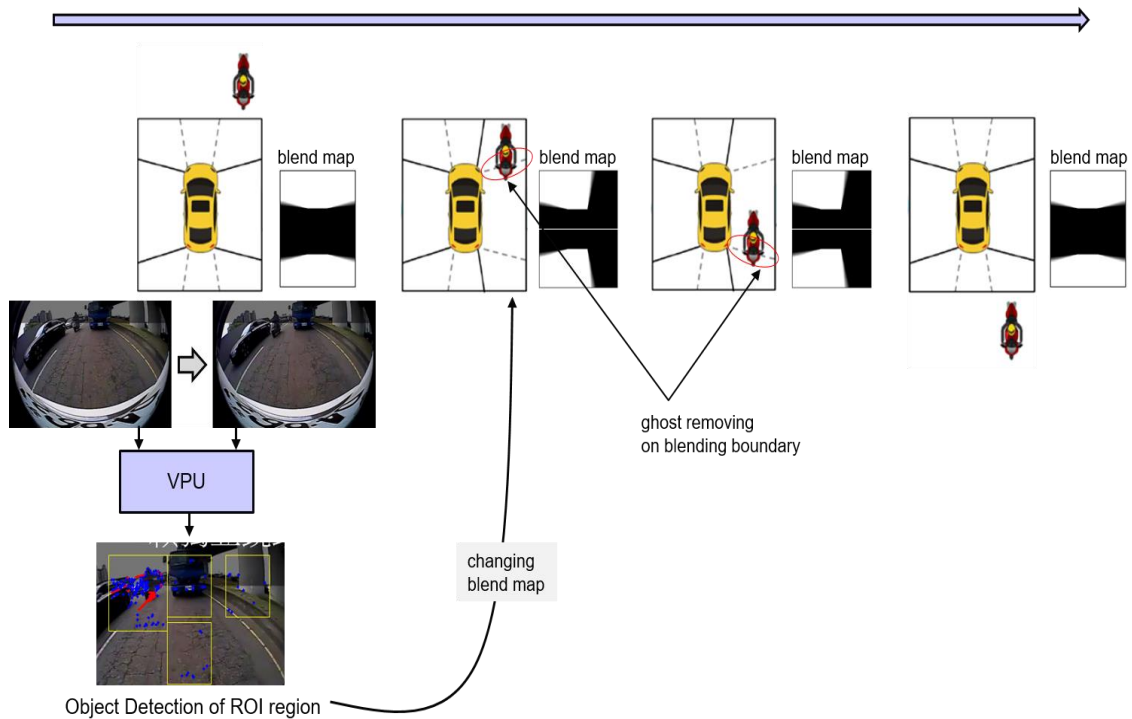 blend map
blend map
blend map
blend map
ghost removing
on blending boundary
VPU
changing
blend map
Object Detection of ROI region